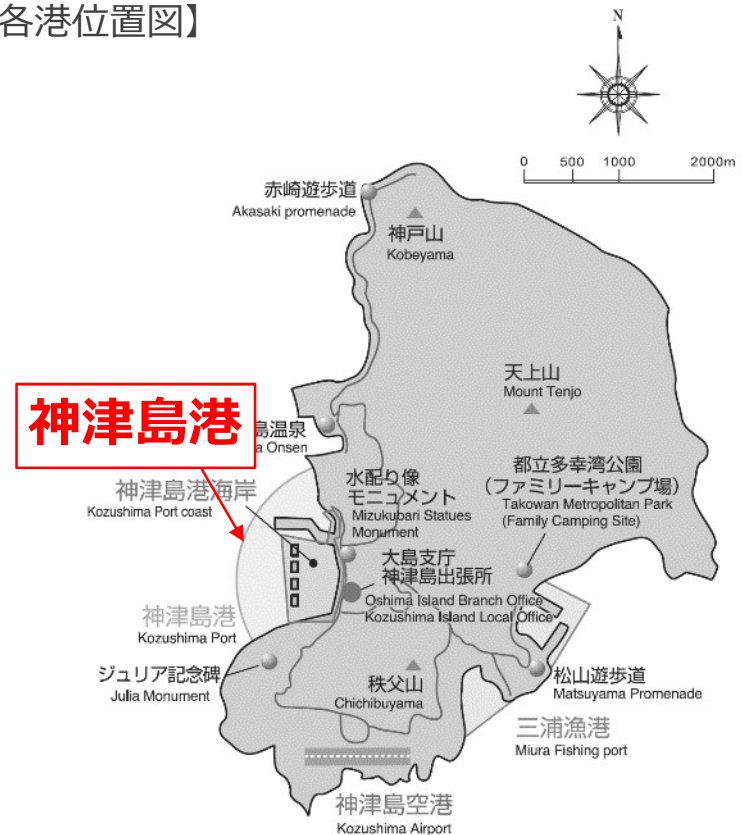 各港位置図】
N
0 500 1000 2000m
赤崎遊歩道
Akasaki promenade
神戸山
Kobeyama
天上山
Mount Tenjo
神津島港
島温泉
a Onsen
神津島港海岸
Kozushima Port coast
水配り像
モニュメント
Mizukubari Statues
Monument
都立多幸湾公園
（ファミリーキャンプ場）
Takowan Metropolitan Park
(Family Camping Site)
大島支庁
神津島出張所
Oshima Island Branch Office
Kozushima Island Local Office
神津島港
Kozushima Port
ジュリア記念碑
Julia Monument
秩父山
Chichibuyama
松山遊歩道
Matsuyama Promenade
三浦漁港
Miura Fishing port
神津島空港
Kozushima Airport